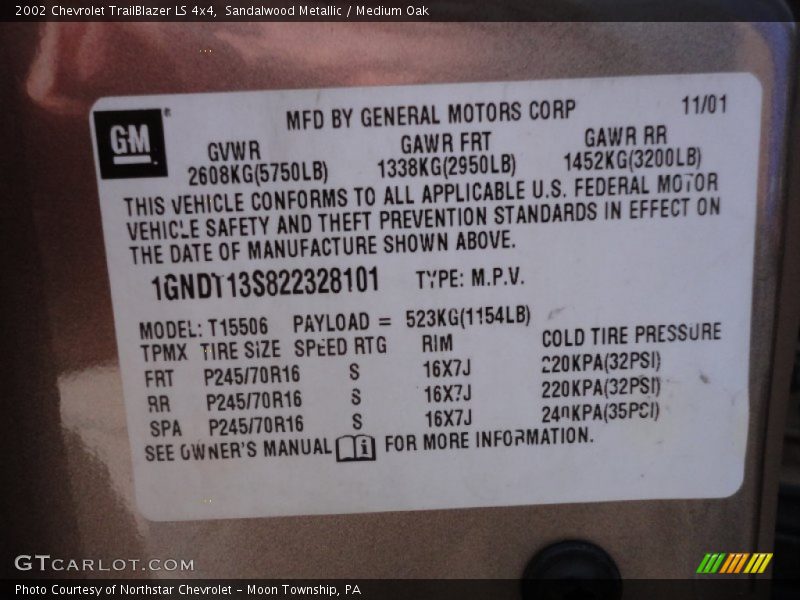 2002 Chevrolet TrailBlazer LS 4x4,  Sandalwood Metallic / Medium Oak
GM®
MFD BY GENERAL MOTORS CORP 11/01
GVWR GAWR FRT GAWR RR
2608KG(5750LB) 1338KG(2950LB) 1452KG(3200LB)
THIS VEHICLE CONFORMS TO ALL APPLICABLE U.S. FEDERAL MOTOR
VEHICLE SAFETY AND THEFT PREVENTION STANDARDS IN EFFECT ON
THE DATE OF MANUFACTURE SHOWN ABOVE.
1GNDT13S822328101 TYPE: M.P.V.
MODEL: T15506 PAYLOAD = 523KG(1154LB)
TPMX TIRE SIZE SPEED RTG RIM COLD TIRE PRESSURE
FRT P245/70R16 S 16X7J 220KPA(32PSI)
RR P245/70R16 S 16X7J 220KPA(32PSI)
SPA P245/70R16 S 16X7J 240KPA(35PSI)
SEE OWNER'S MANUAL i FOR MORE INFORMATION.
GTCARLOT.COM
Photo Courtesy of Northstar Chevrolet – Moon Township, PA